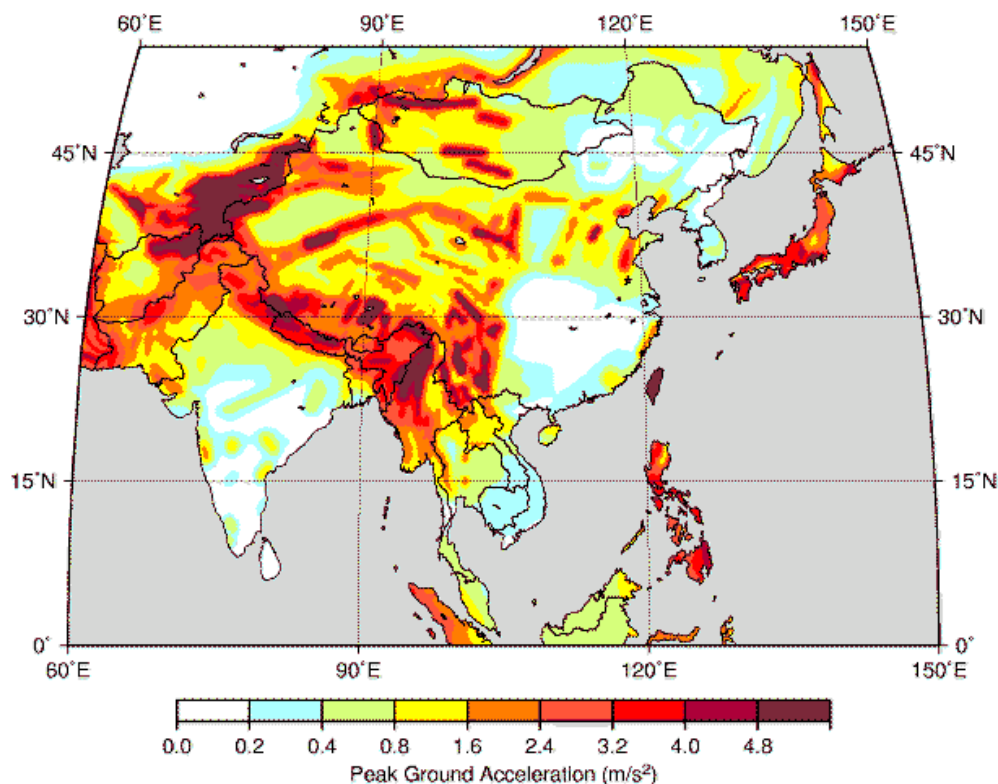 60˚E 90˚E 120˚E 150˚E
45˚N 45˚N
30˚N 30˚N
15˚N 15˚N
0˚ 0˚
60˚E 90˚E 120˚E 150˚E
0.0 0.2 0.4 0.8 1.6 2.4 3.2 4.0 4.8
Peak Ground Acceleration (m/s²)